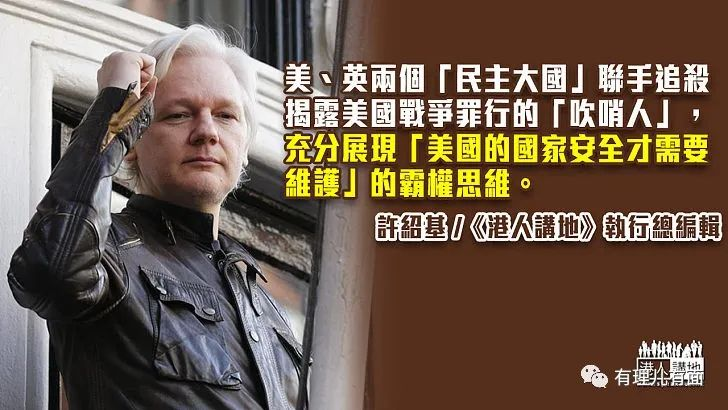 美、英兩個「民主大國」聯手追殺
揭露美國戰爭罪行的「吹哨人」，
充分展現「美國的國家安全才需要
維護」的霸權思維。
許紹基/《港人講地》執行總編輯
港人講地
有理儿有面